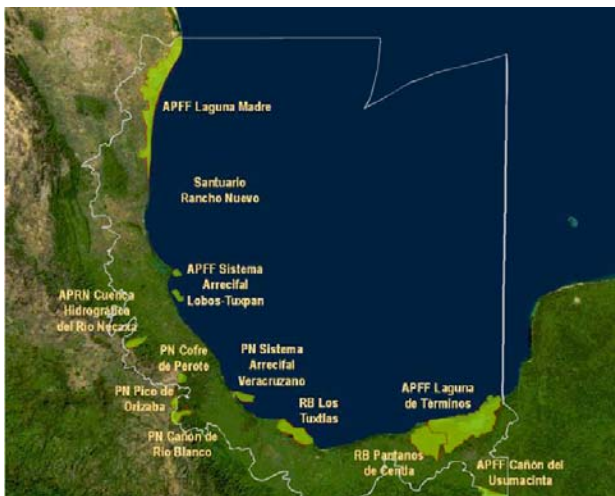 APFF Laguna Madre
Santuario
Rancho Nuevo
APFF Sistema
Arrecifal
Lobos-Tuxpan
APRN Cuenca
Hidrográfica
del Río Necaxa
PN Cofre
de Perote
PN Sistema
Arrecifal
Veracruzano
PN Pico de
Orizaba
RB Los
Tuxtlas
APFF Laguna
de Términos
PN Cañón de
Río Blanco
RB Pantanos
de Centla
APFF Cañón del
Usumacinta